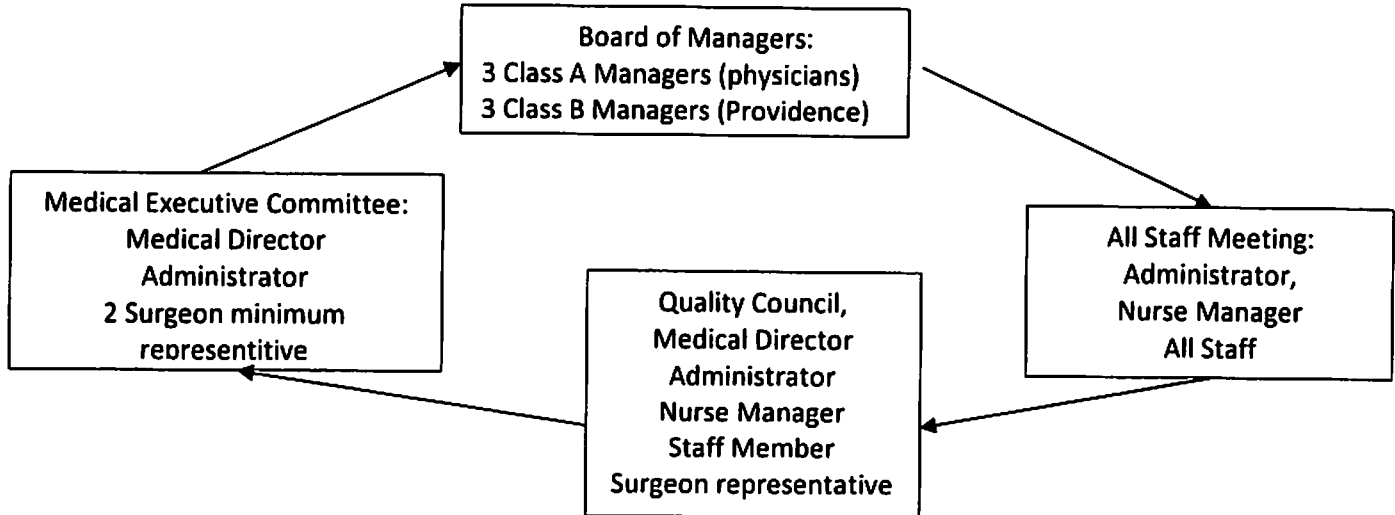 Board of Managers:
3 Class A Managers (physicians)
3 Class B Managers (Providence)
Medical Executive Committee:
Medical Director
Administrator
2 Surgeon minimum
representitive
All Staff Meeting:
Administrator,
Nurse Manager
All Staff
Quality Council,
Medical Director
Administrator
Nurse Manager
Staff Member
Surgeon representative